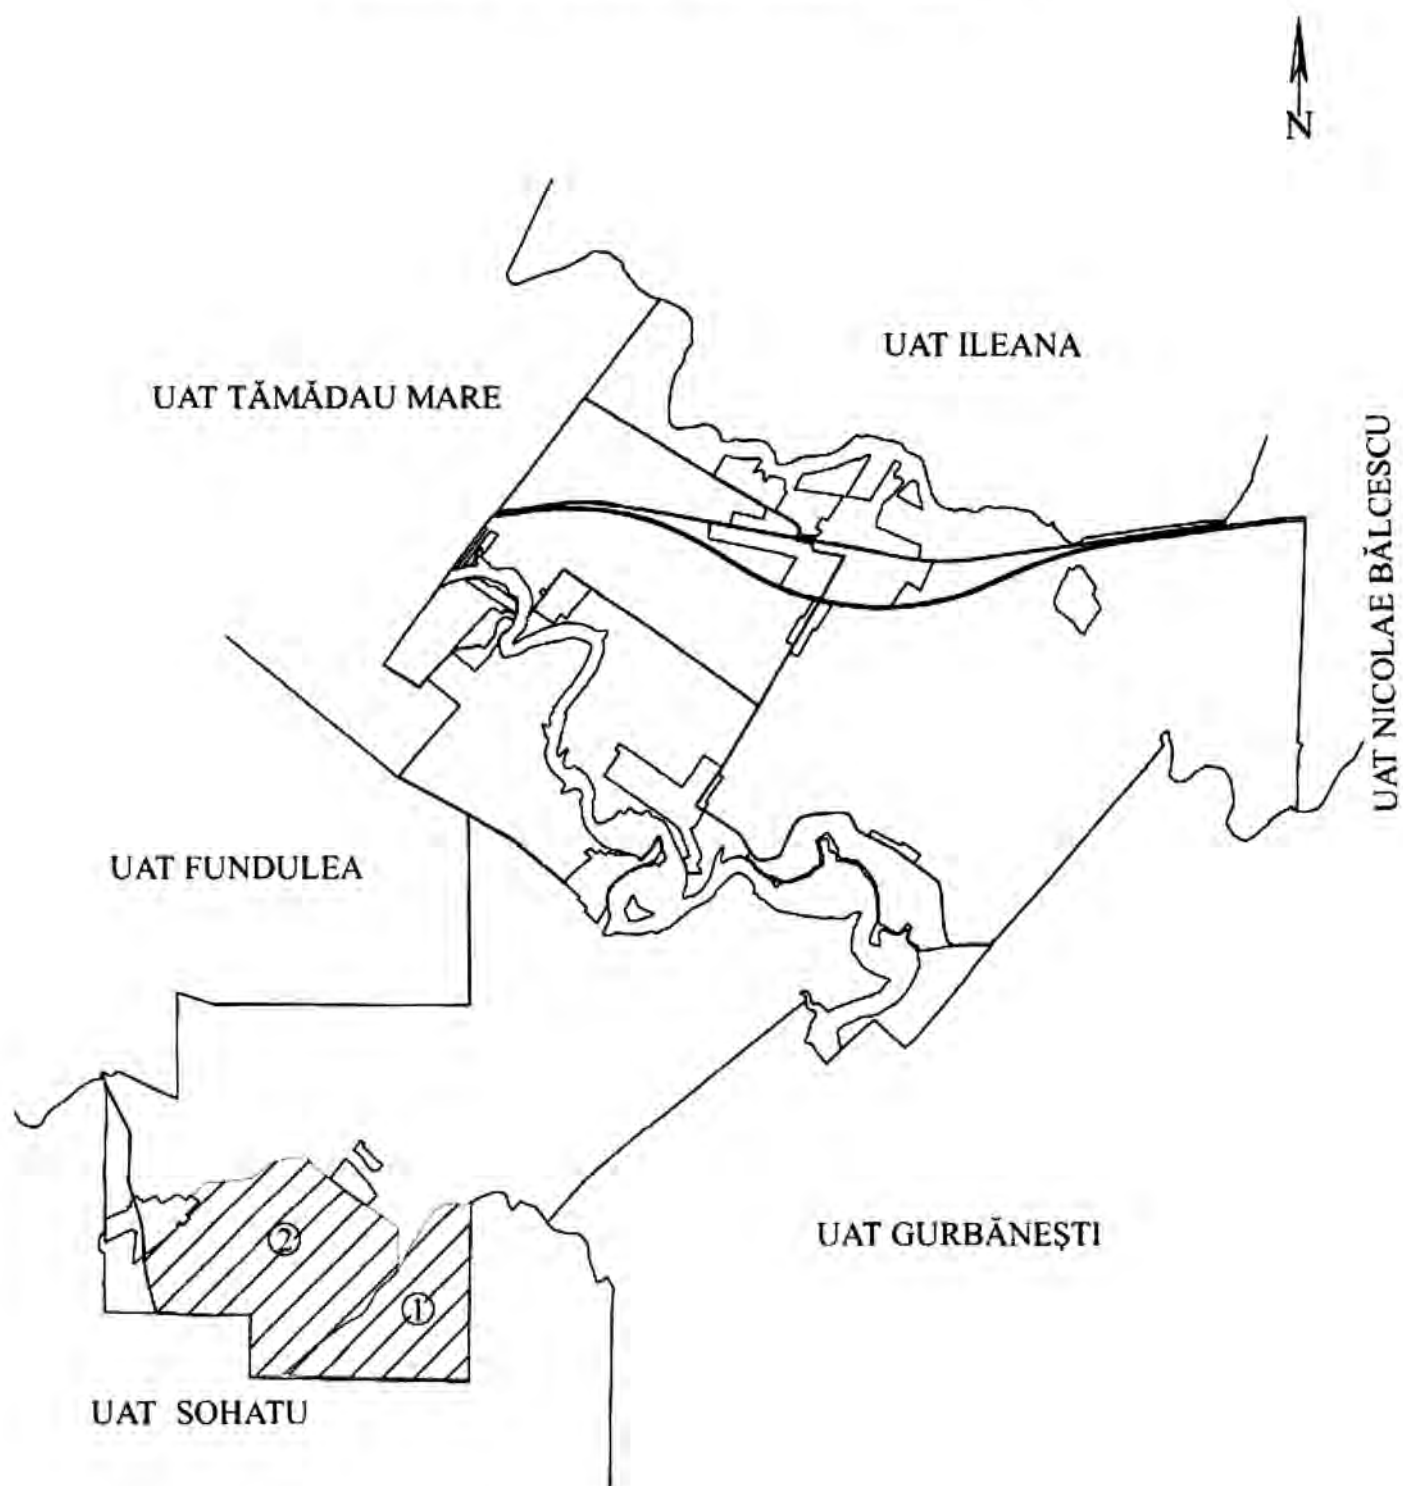 N
UAT ILEANA
UAT TĂMĂDAU MARE
UAT NICOLAE BĂLCESCU
UAT FUNDULEA
UAT GURBĂNEȘTI
2
1
UAT SOHATU